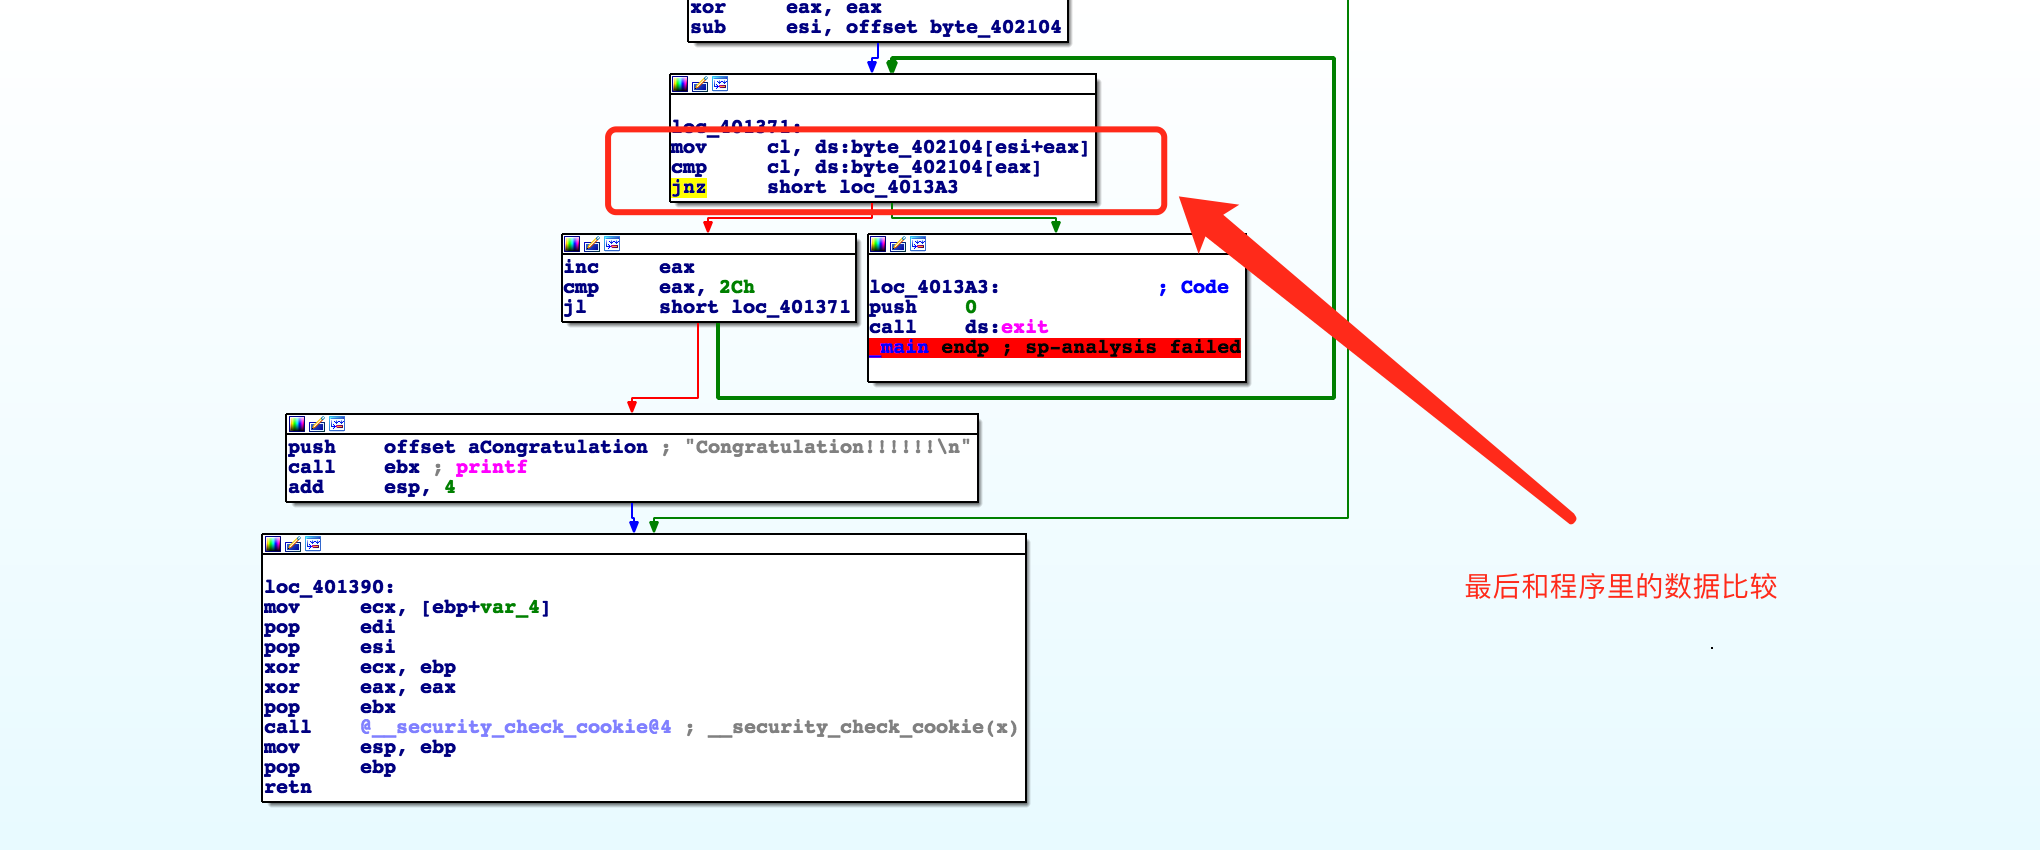 xor     eax, eax
sub     esi, offset byte_402104
loc_401371:
mov     cl, ds:byte_402104[esi+eax]
cmp     cl, ds:byte_402104[eax]
jnz     short loc_4013A3
inc     eax
cmp     eax, 2Ch
jl      short loc_401371
loc_4013A3:             ; Code
push    0
call    ds:exit
_main endp ; sp-analysis failed
push    offset aCongratulation ; "Congratulation!!!!!!\n"
call    ebx ; printf
add     esp, 4
最后和程序里的数据比较
loc_401390:
mov     ecx, [ebp+var_4]
pop     edi
pop     esi
xor     ecx, ebp
xor     eax, eax
pop     ebx
call    @__security_check_cookie@4 ; __security_check_cookie(x)
mov     esp, ebp
pop     ebp
retn